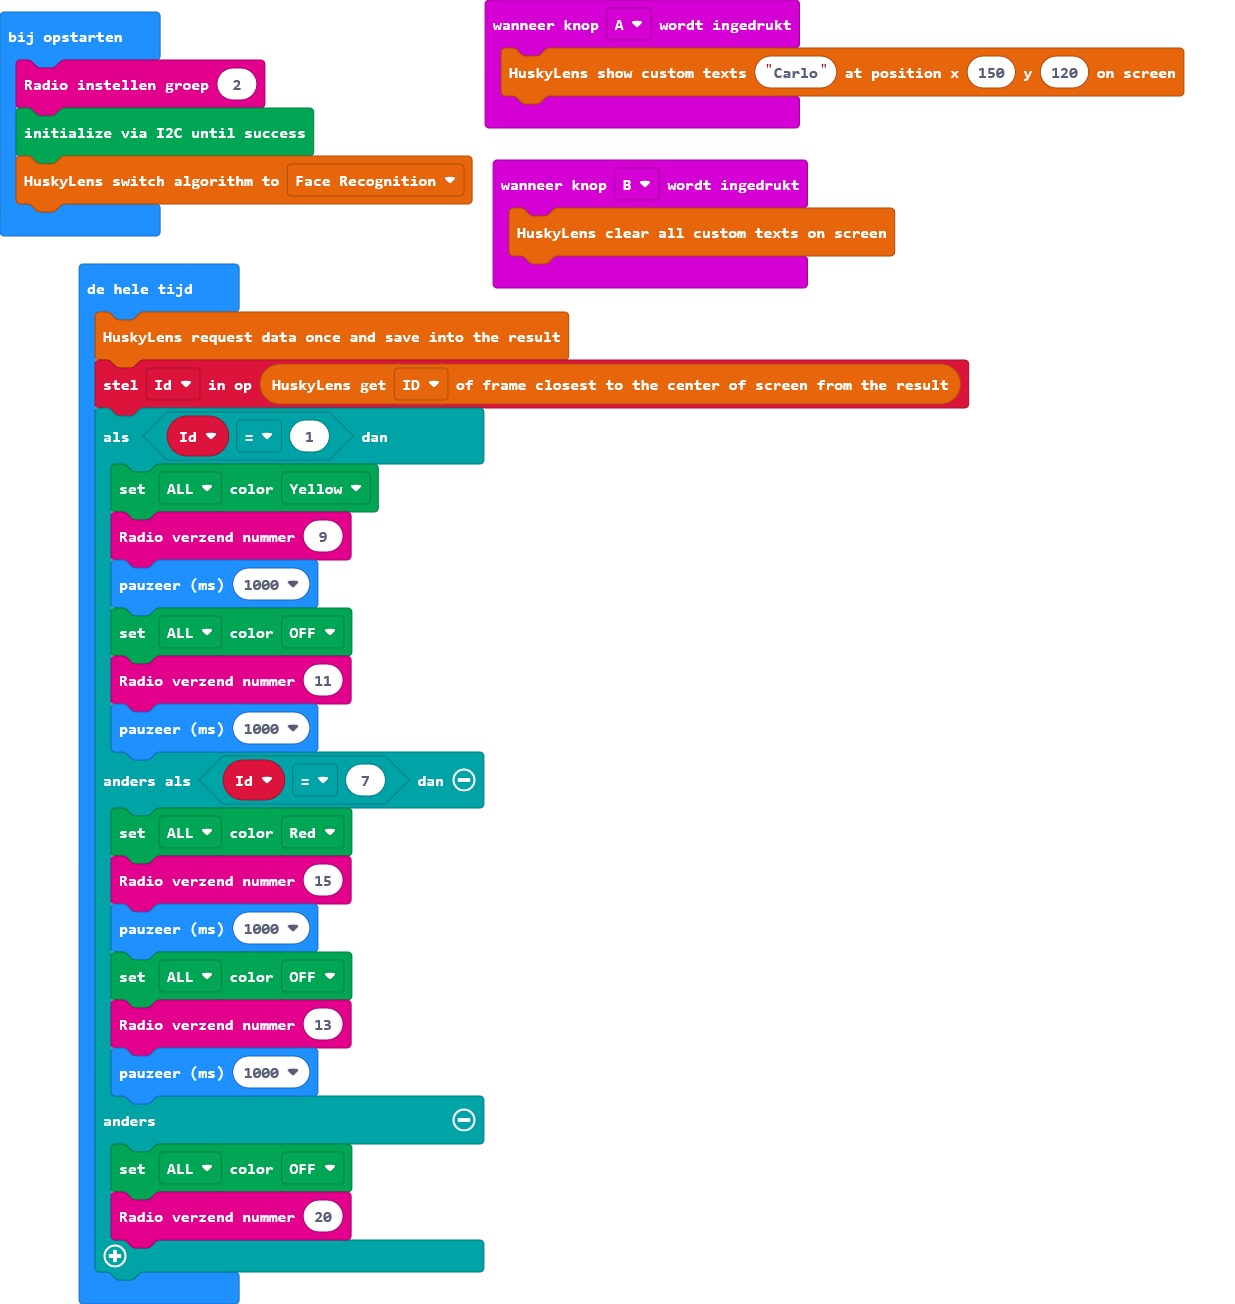 bij opstarten
Radio instellen groep 2
initialize via I2C until success
HuskyLens switch algorithm to Face Recognition
wanneer knop A wordt ingedrukt
HuskyLens show custom texts "Carlo" at position x 150 y 120 on screen
wanneer knop B wordt ingedrukt
HuskyLens clear all custom texts on screen
de hele tijd
HuskyLens request data once and save into the result
stel Id in op HuskyLens get ID of frame closest to the center of screen from the result
als Id = 1 dan
set ALL color Yellow
Radio verzend nummer 9
pauzeer (ms) 1000
set ALL color OFF
Radio verzend nummer 11
pauzeer (ms) 1000
anders als Id = 7 dan
set ALL color Red
Radio verzend nummer 15
pauzeer (ms) 1000
set ALL color OFF
Radio verzend nummer 13
pauzeer (ms) 1000
anders
set ALL color OFF
Radio verzend nummer 20